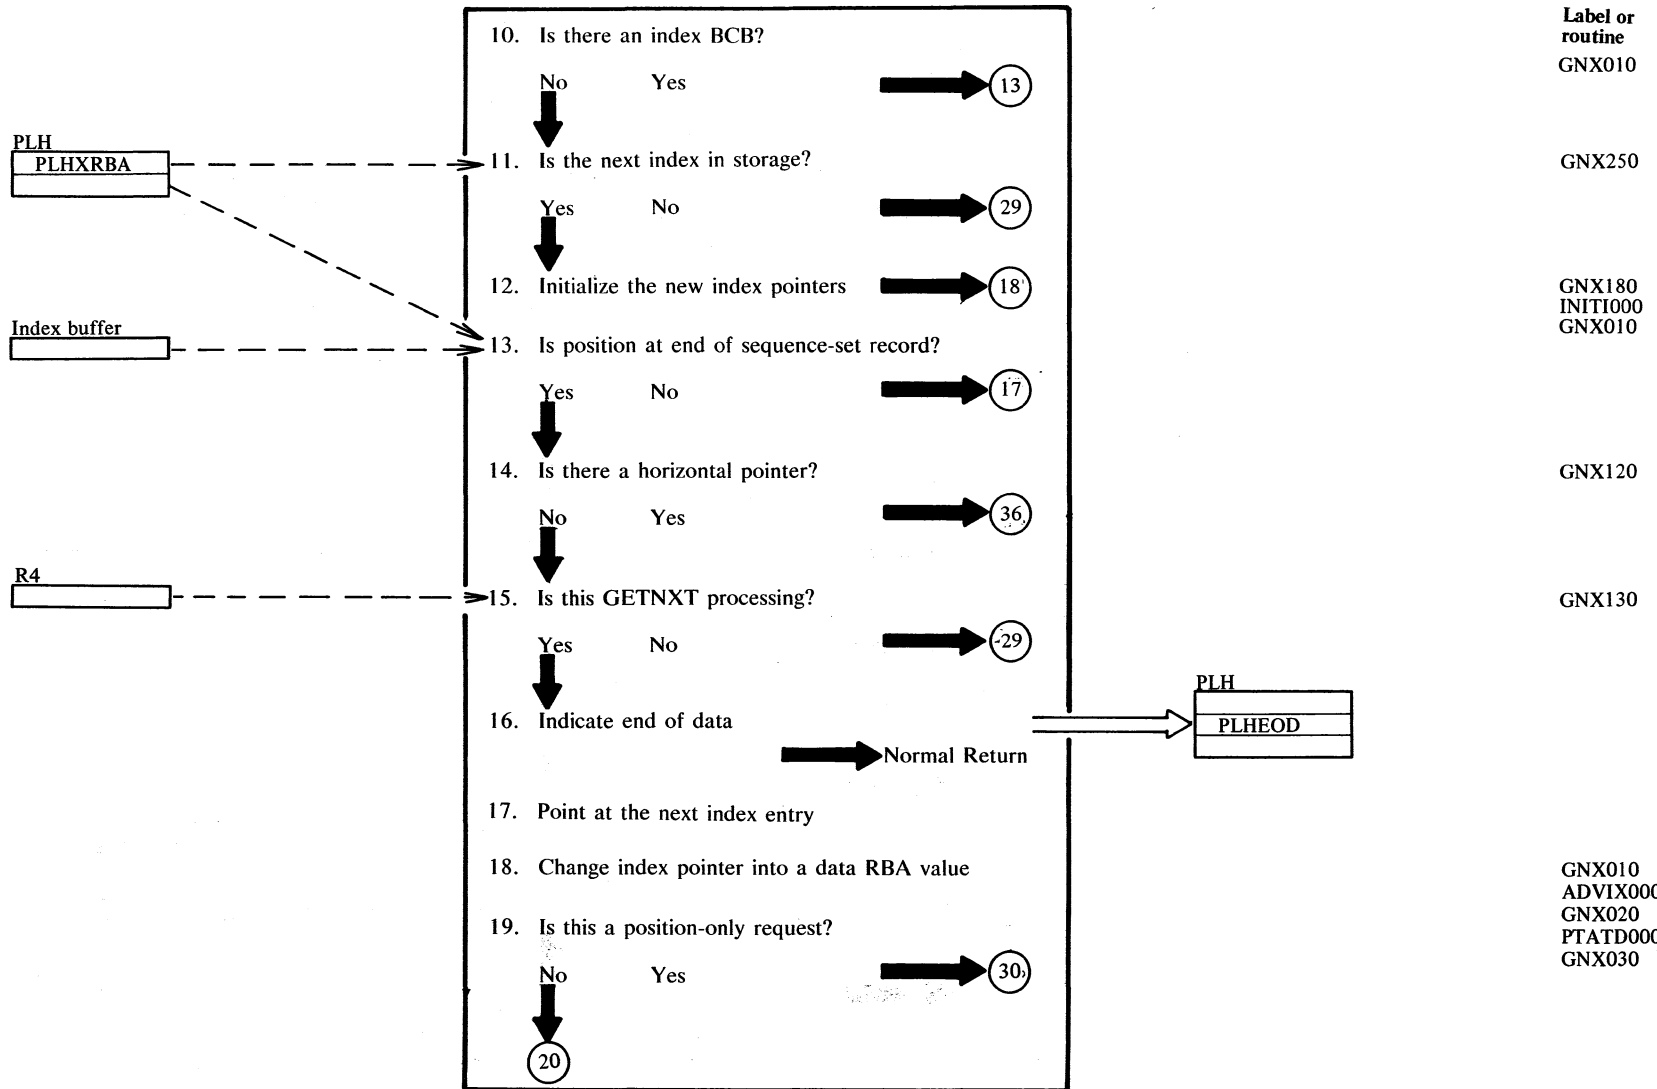 Label or
routine
10. Is there an index BCB?
GNX010
No Yes 13
PLH
PLHXRBA
11. Is the next index in storage?
GNX250
Yes No 29
12. Initialize the new index pointers 18
GNX180
INITI000
Index buffer
GNX010
13. Is position at end of sequence-set record?
Yes No 17
14. Is there a horizontal pointer?
GNX120
No Yes 36
R4
15. Is this GETNXT processing?
GNX130
Yes No 29
PLH
16. Indicate end of data
PLHEOD
Normal Return
17. Point at the next index entry
18. Change index pointer into a data RBA value
GNX010
ADVIX000
19. Is this a position-only request?
GNX020
PTATD000
GNX030
No Yes 30
20